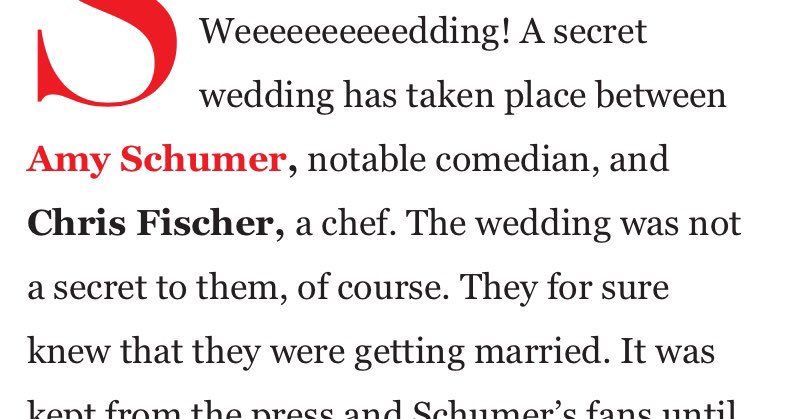 S
Weeeeeeeeeedding! A secret
wedding has taken place between
Amy Schumer, notable comedian, and
Chris Fischer, a chef. The wedding was not
a secret to them, of course. They for sure
knew that they were getting married. It was
kept from the press and Schumer’s fans until